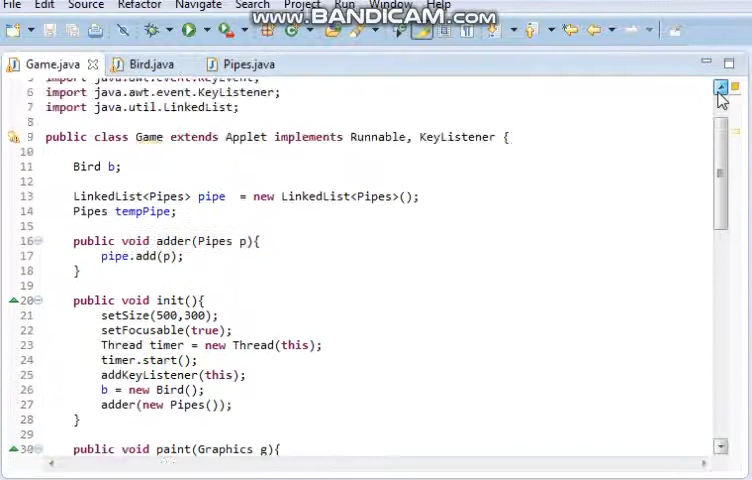 File Edit Source Refactor Navigate Search Project Run Window Help
www.BANDICAM.com
Game.java Bird.java Pipes.java
5 import java.awt.event.KeyEvent;
6 import java.awt.event.KeyListener;
7 import java.util.LinkedList;
8
9 public class Game extends Applet implements Runnable, KeyListener {
10
11 Bird b;
12
13 LinkedList<Pipes> pipe  = new LinkedList<Pipes>();
14 Pipes tempPipe;
15
16 public void adder(Pipes p){
17 pipe.add(p);
18 }
19
20 public void init(){
21 setSize(500,300);
22 setFocusable(true);
23 Thread timer = new Thread(this);
24 timer.start();
25 addKeyListener(this);
26 b = new Bird();
27 adder(new Pipes());
28 }
29
30 public void paint(Graphics g){